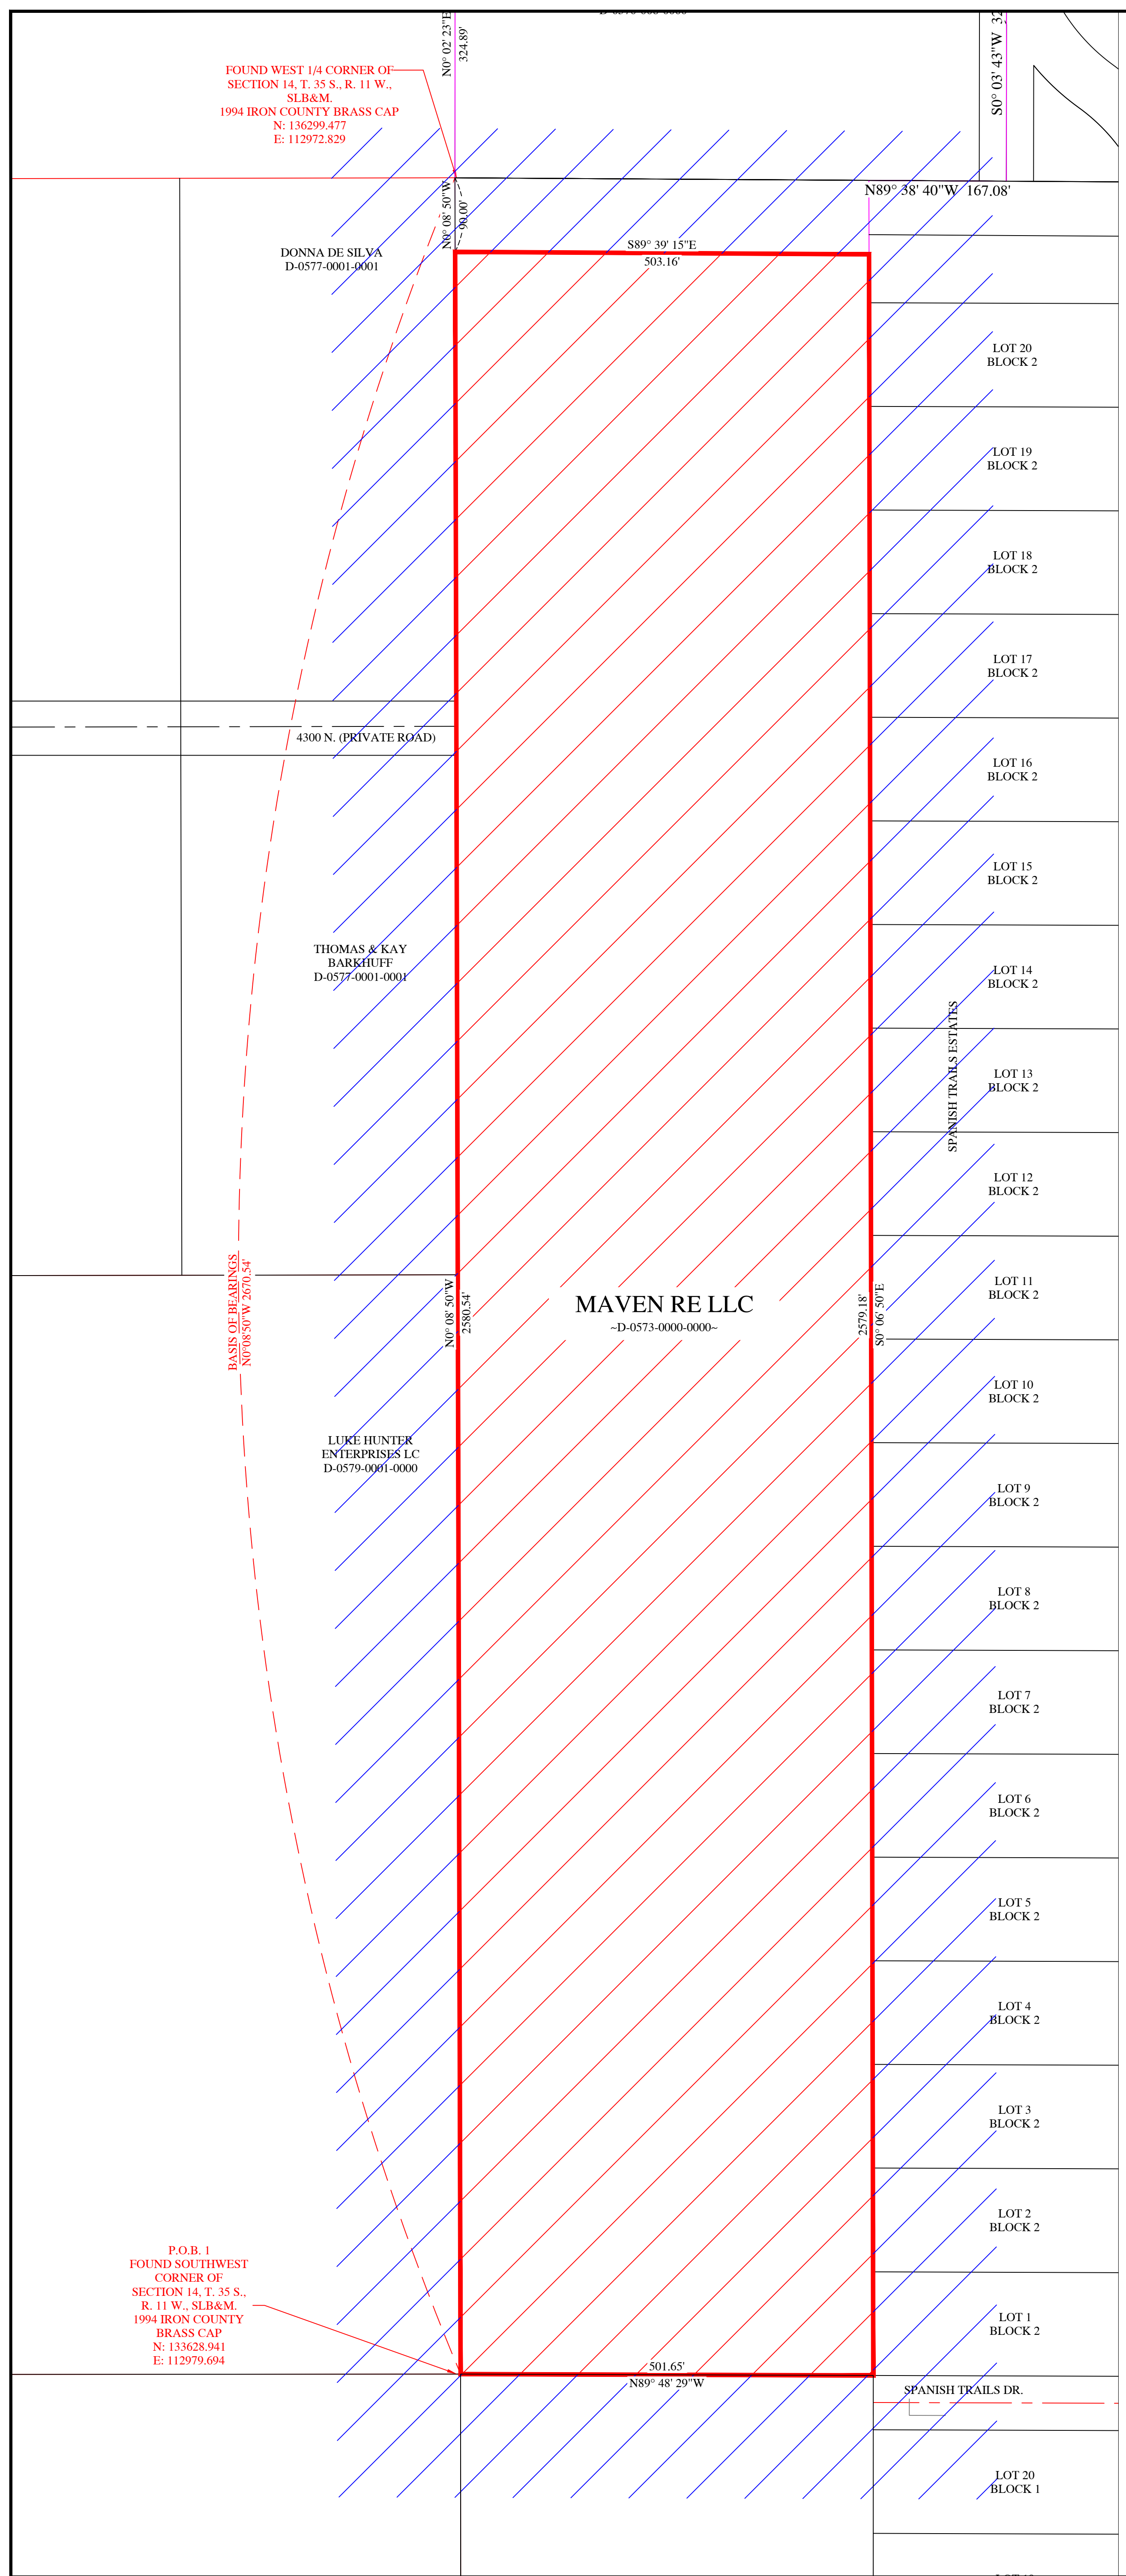 N0° 02' 23"E
324.89'
S0° 03' 43"W
FOUND WEST 1/4 CORNER OF
SECTION 14, T. 35 S., R. 11 W.,
SLB&M.
1994 IRON COUNTY BRASS CAP
N: 136299.477
E: 112972.829
N89° 38' 40"W 167.08'
N0° 08' 50"W
90.00'
DONNA DE SILVA
D-0577-0001-0001
S89° 39' 15"E
503.16'
LOT 20
BLOCK 2
LOT 19
BLOCK 2
LOT 18
BLOCK 2
LOT 17
BLOCK 2
4300 N. (PRIVATE ROAD)
LOT 16
BLOCK 2
LOT 15
BLOCK 2
THOMAS & KAY
BARKHUFF
D-0577-0001-0001
LOT 14
BLOCK 2
SPANISH TRAILS ESTATES
LOT 13
BLOCK 2
LOT 12
BLOCK 2
BASIS OF BEARINGS
N0°08'50"W 2670.54'
N0° 08' 50"W
2580.54'
MAVEN RE LLC
~D-0573-0000-0000~
2579.18'
S0° 06' 50"E
LOT 11
BLOCK 2
LOT 10
BLOCK 2
LUKE HUNTER
ENTERPRISES LC
D-0579-0001-0000
LOT 9
BLOCK 2
LOT 8
BLOCK 2
LOT 7
BLOCK 2
LOT 6
BLOCK 2
LOT 5
BLOCK 2
LOT 4
BLOCK 2
LOT 3
BLOCK 2
LOT 2
BLOCK 2
P.O.B. 1
FOUND SOUTHWEST
CORNER OF
SECTION 14, T. 35 S.,
R. 11 W., SLB&M.
1994 IRON COUNTY
BRASS CAP
N: 133628.941
E: 112979.694
LOT 1
BLOCK 2
501.65'
N89° 48' 29"W
SPANISH TRAILS DR.
LOT 20
BLOCK 1